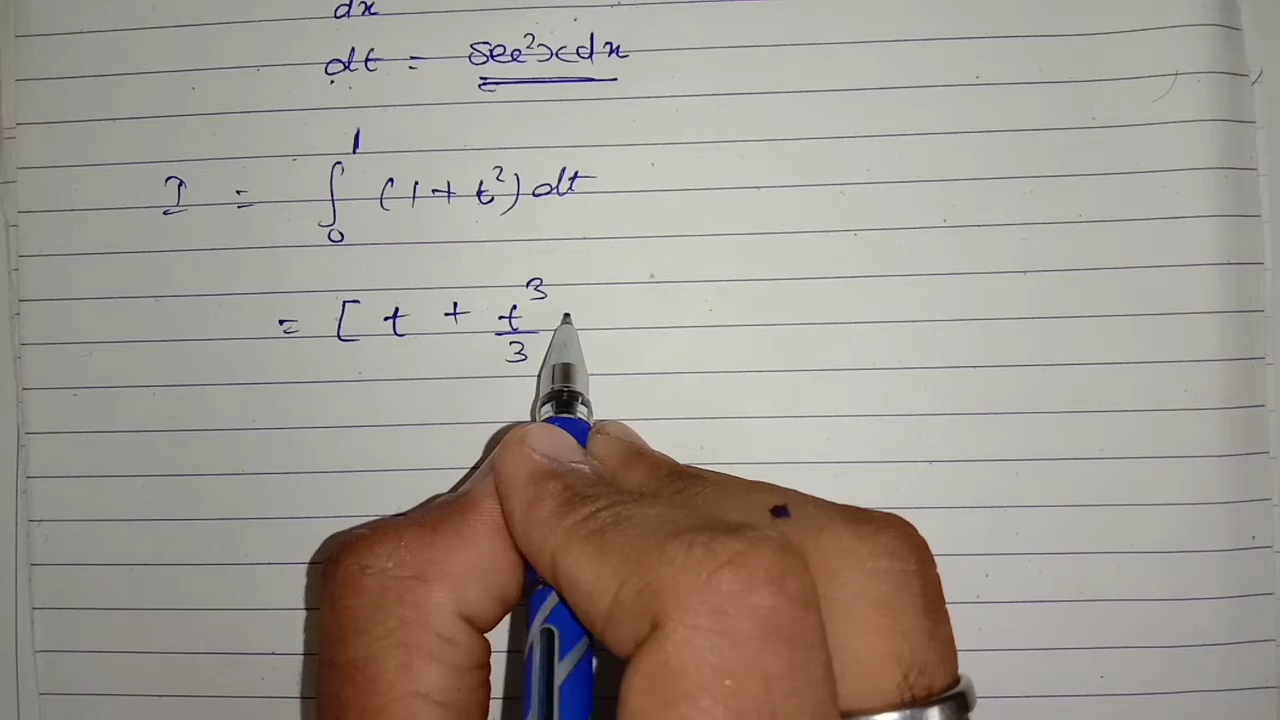 dx
dt = sec²x dx
I = ∫₀¹ (1 + t²) dt
= [ t + t³/3